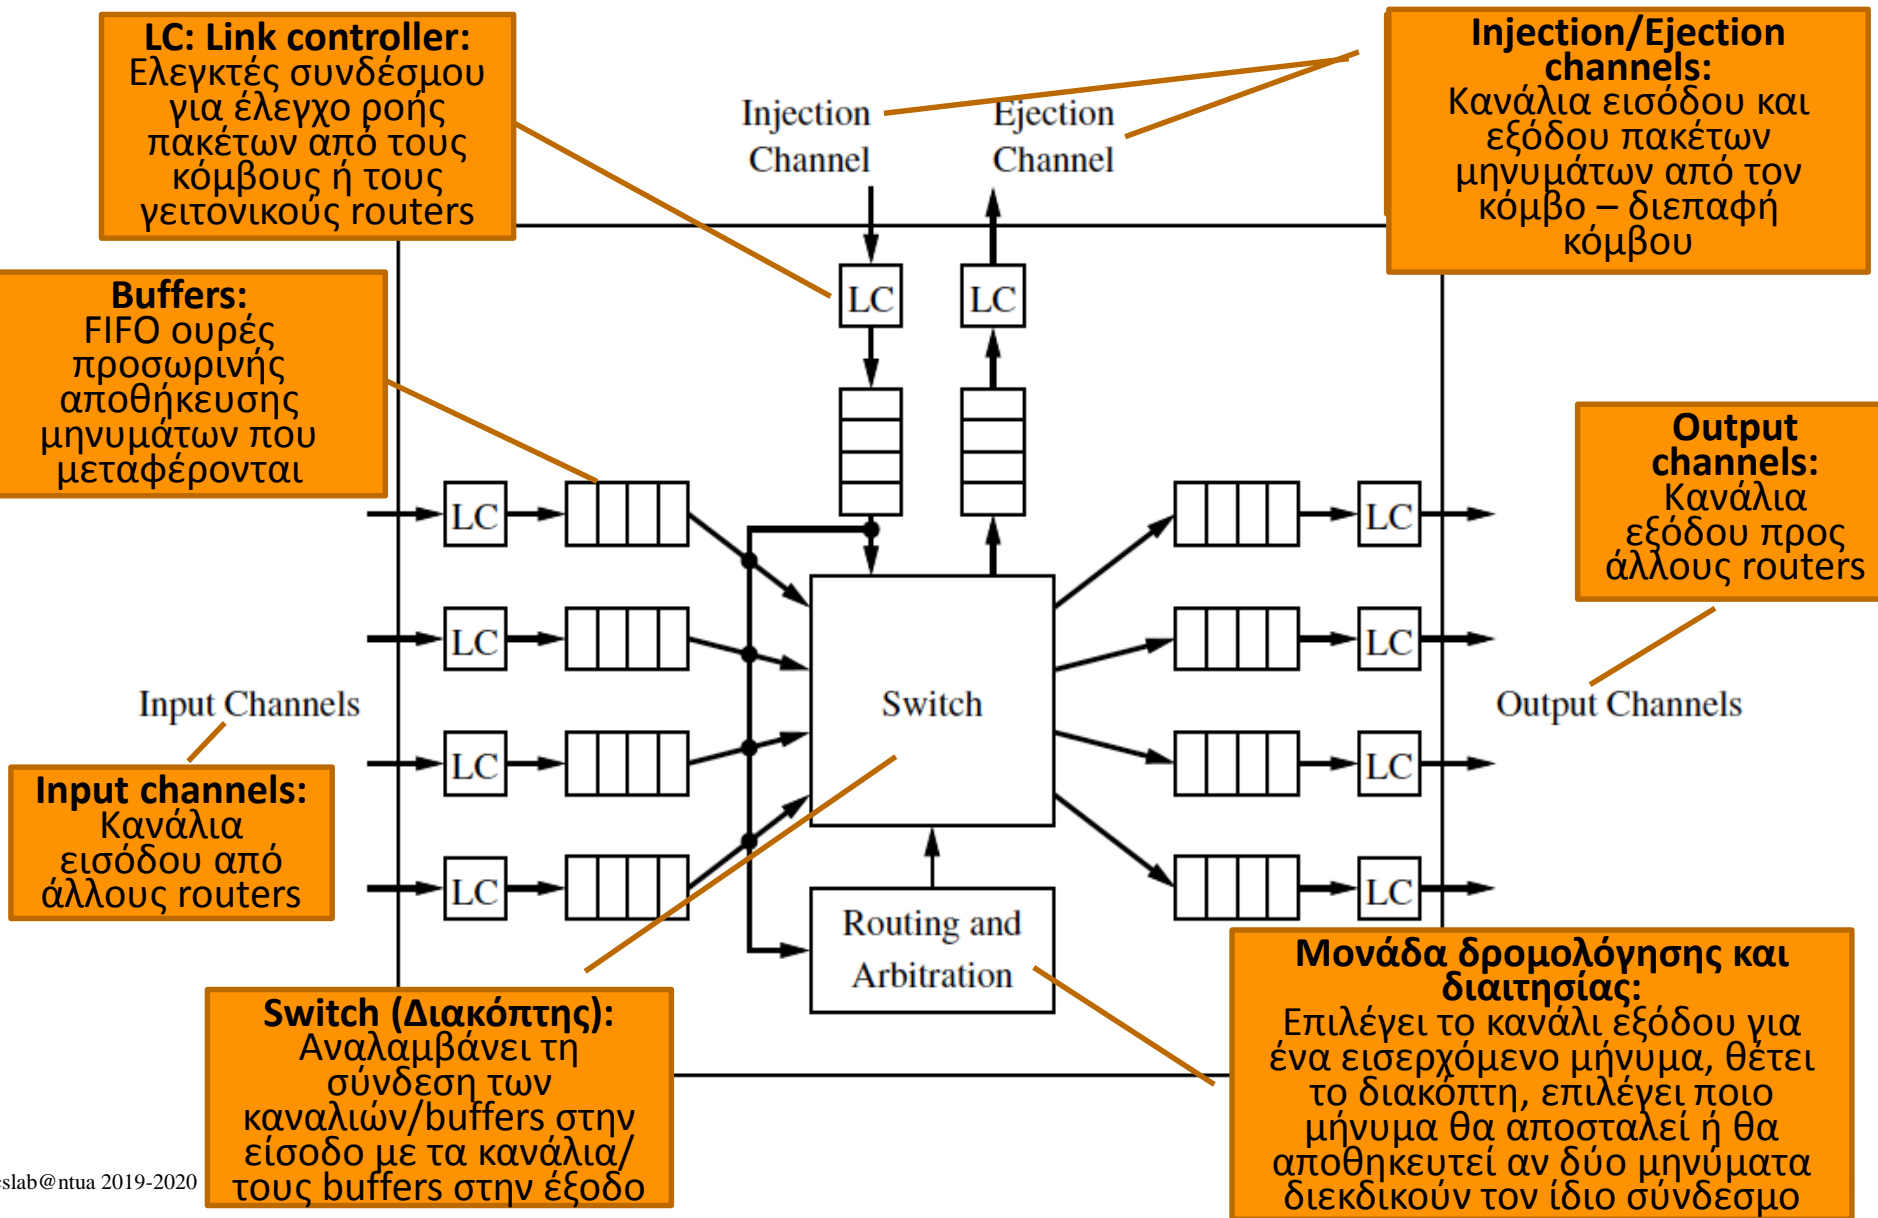 LC: Link controller:
Ελεγκτές συνδέσμου
για έλεγχο ροής
πακέτων από τους
κόμβους ή τους
γειτονικούς routers
Injection/Ejection
channels:
Κανάλια εισόδου και
εξόδου πακέτων
μηνυμάτων από τον
κόμβο – διεπαφή
κόμβου
Injection
Channel
Ejection
Channel
Buffers:
FIFO ουρές
προσωρινής
αποθήκευσης
μηνυμάτων που
μεταφέρονται
LC
LC
Output
channels:
Κανάλια
εξόδου προς
άλλους routers
LC
LC
LC
LC
Input Channels
Switch
Output Channels
LC
LC
Input channels:
Κανάλια
εισόδου από
άλλους routers
LC
LC
Routing and
Arbitration
Switch (Διακόπτης):
Αναλαμβάνει τη
σύνδεση των
καναλιών/buffers στην
είσοδο με τα κανάλια/
τους buffers στην έξοδο
Μονάδα δρομολόγησης και
διαιτησίας:
Επιλέγει το κανάλι εξόδου για
ένα εισερχόμενο μήνυμα, θέτει
το διακόπτη, επιλέγει ποιο
μήνυμα θα αποσταλεί ή θα
αποθηκευτεί αν δύο μηνύματα
διεκδικούν τον ίδιο σύνδεσμο
slab@ntua 2019-2020